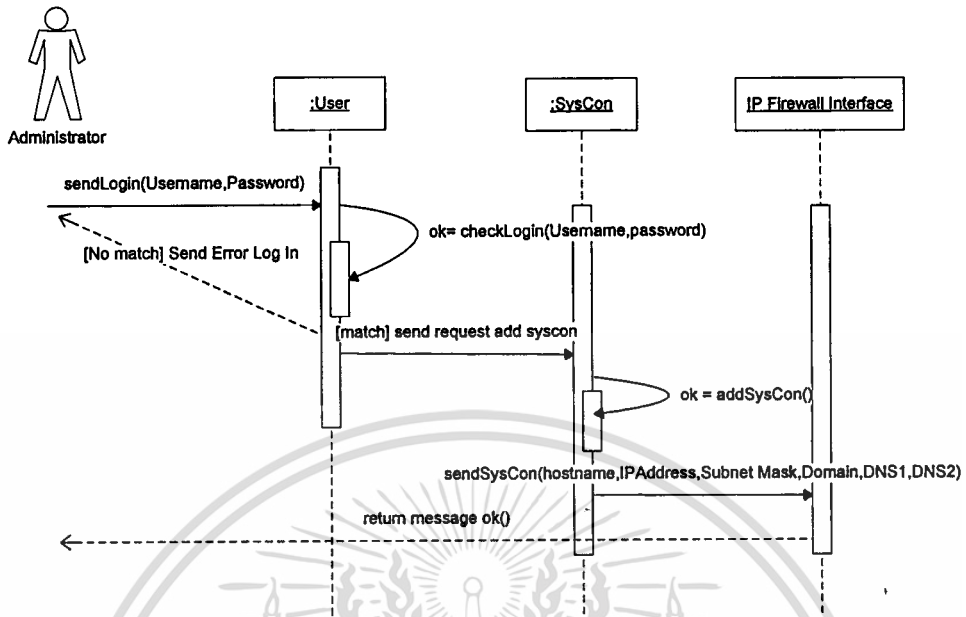 :User
:SysCon
IP Firewall Interface
Administrator
sendLogin(Username,Password)
ok= checkLogin(Username,password)
[No match] Send Error Log In
[match] send request add syscon
ok = addSysCon()
sendSysCon(hostname,IPAddress,Subnet Mask,Domain,DNS1,DNS2)
return message ok()